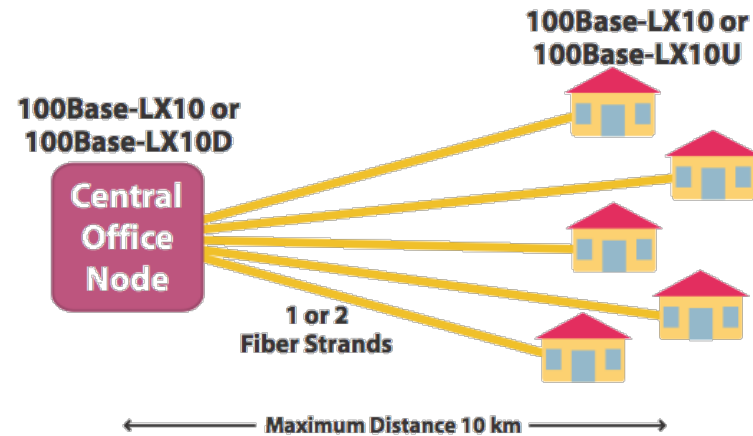 100Base-LX10 or
100Base-LX10U
100Base-LX10 or
100Base-LX10D
Central
Office
Node
1 or 2
Fiber Strands
Maximum Distance 10 km